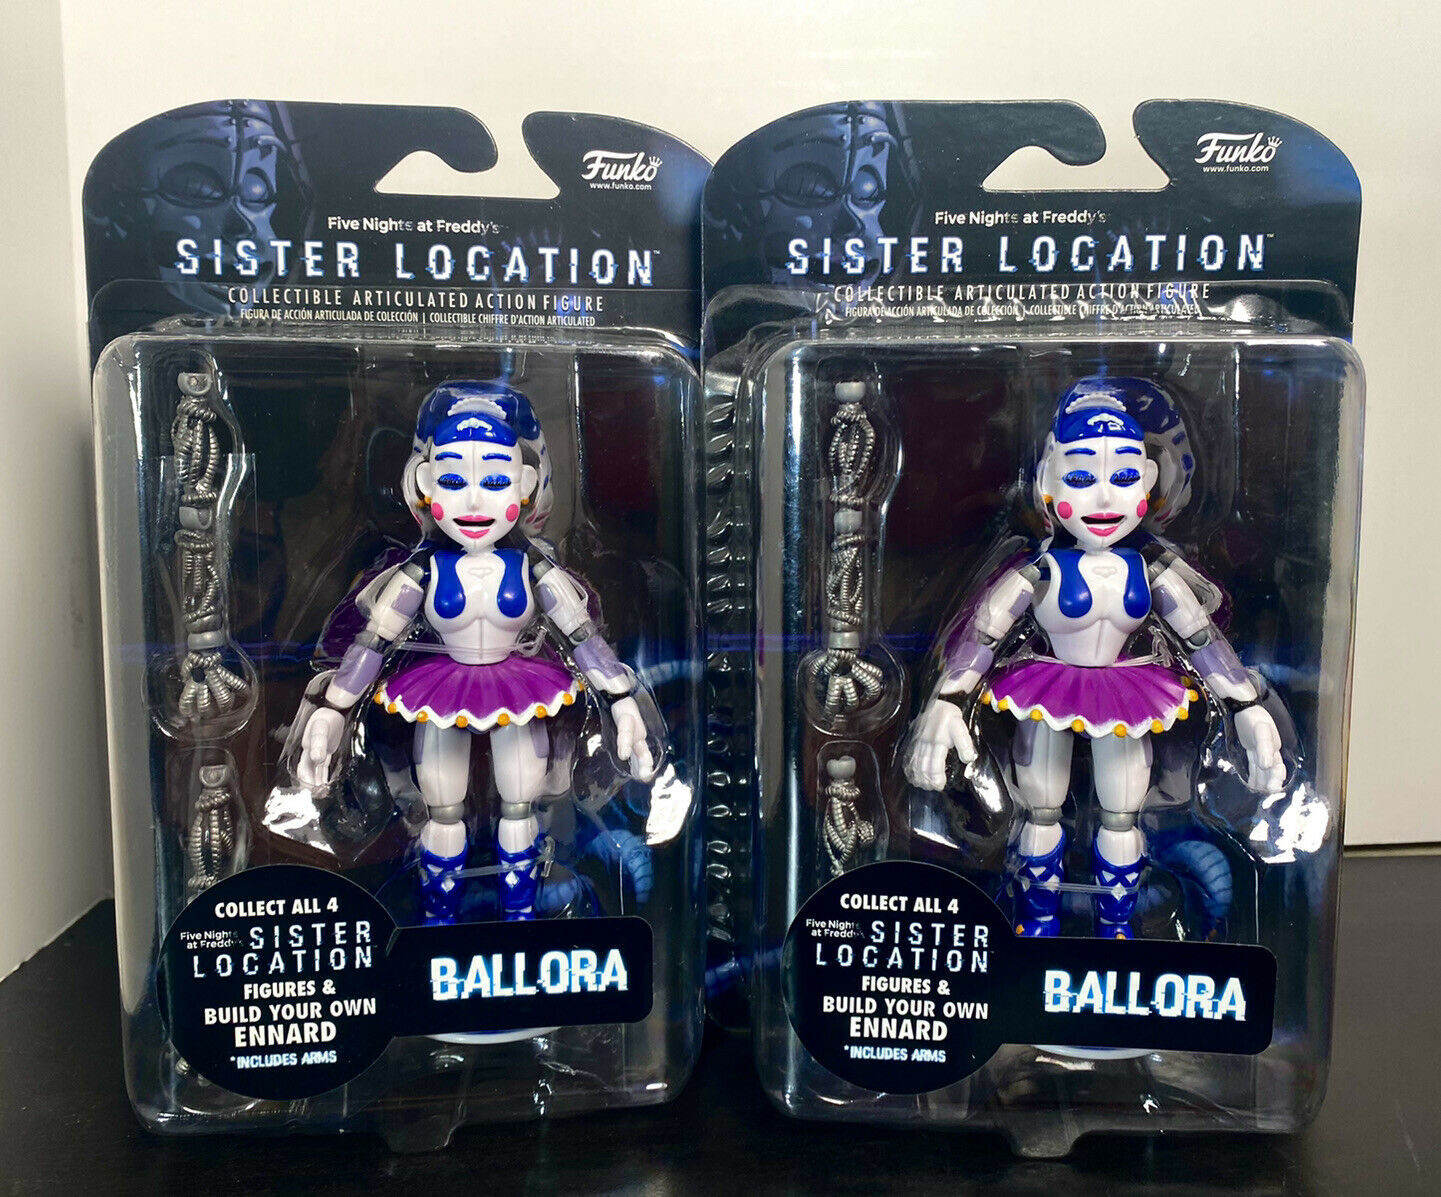 Funko
www.funko.com
Five Nights at Freddy's
SISTER LOCATION™
COLLECTIBLE ARTICULATED ACTION FIGURE
FIGURA DE ACCIÓN ARTICULADA DE COLECCIÓN | COLLECTIBLE CHIFFRE D'ACTION ARTICULATED
COLLECT ALL 4
Five Nights
at Freddy's SISTER
LOCATION
FIGURES &
BUILD YOUR OWN
ENNARD
*INCLUDES ARMS
BALLORA
Funko
www.funko.com
Five Nights at Freddy's
SISTER LOCATION™
COLLECTIBLE ARTICULATED ACTION FIGURE
FIGURA DE ACCIÓN ARTICULADA DE COLECCIÓN | COLLECTIBLE CHIFFRE D'ACTION ARTICULATED
COLLECT ALL 4
Five Nights
at Freddy's SISTER
LOCATION
FIGURES &
BUILD YOUR OWN
ENNARD
*INCLUDES ARMS
BALLORA